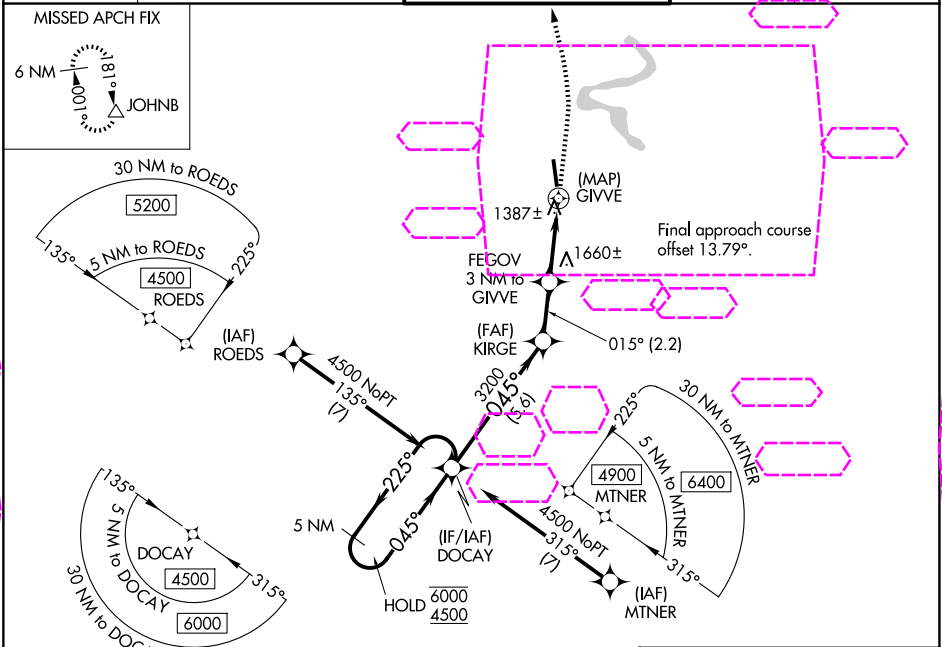 MISSED APCH FIX
6 NM
181°
001°
JOHNB
30 NM to ROEDS
5200
135°
5 NM to ROEDS
225°
4500
ROEDS
(IAF)
ROEDS
4500 NoPT
135°
(7)
(MAP)
GIVVE
1387±
Final approach course
offset 13.79°.
1660±
FEGOV
3 NM to
GIVVE
(FAF)
KIRGE
015° (2.2)
3200
045°
(5.6)
225°
045°
5 NM
(IF/IAF)
DOCAY
HOLD
6000
4500
4500 NoPT
315°
(7)
(IAF)
MTNER
30 NM to MTNER
225°
5 NM to MTNER
4900
MTNER
6400
315°
135°
DOCAY
5 NM to DOCAY
4500
315°
6000
30 NM to DOC